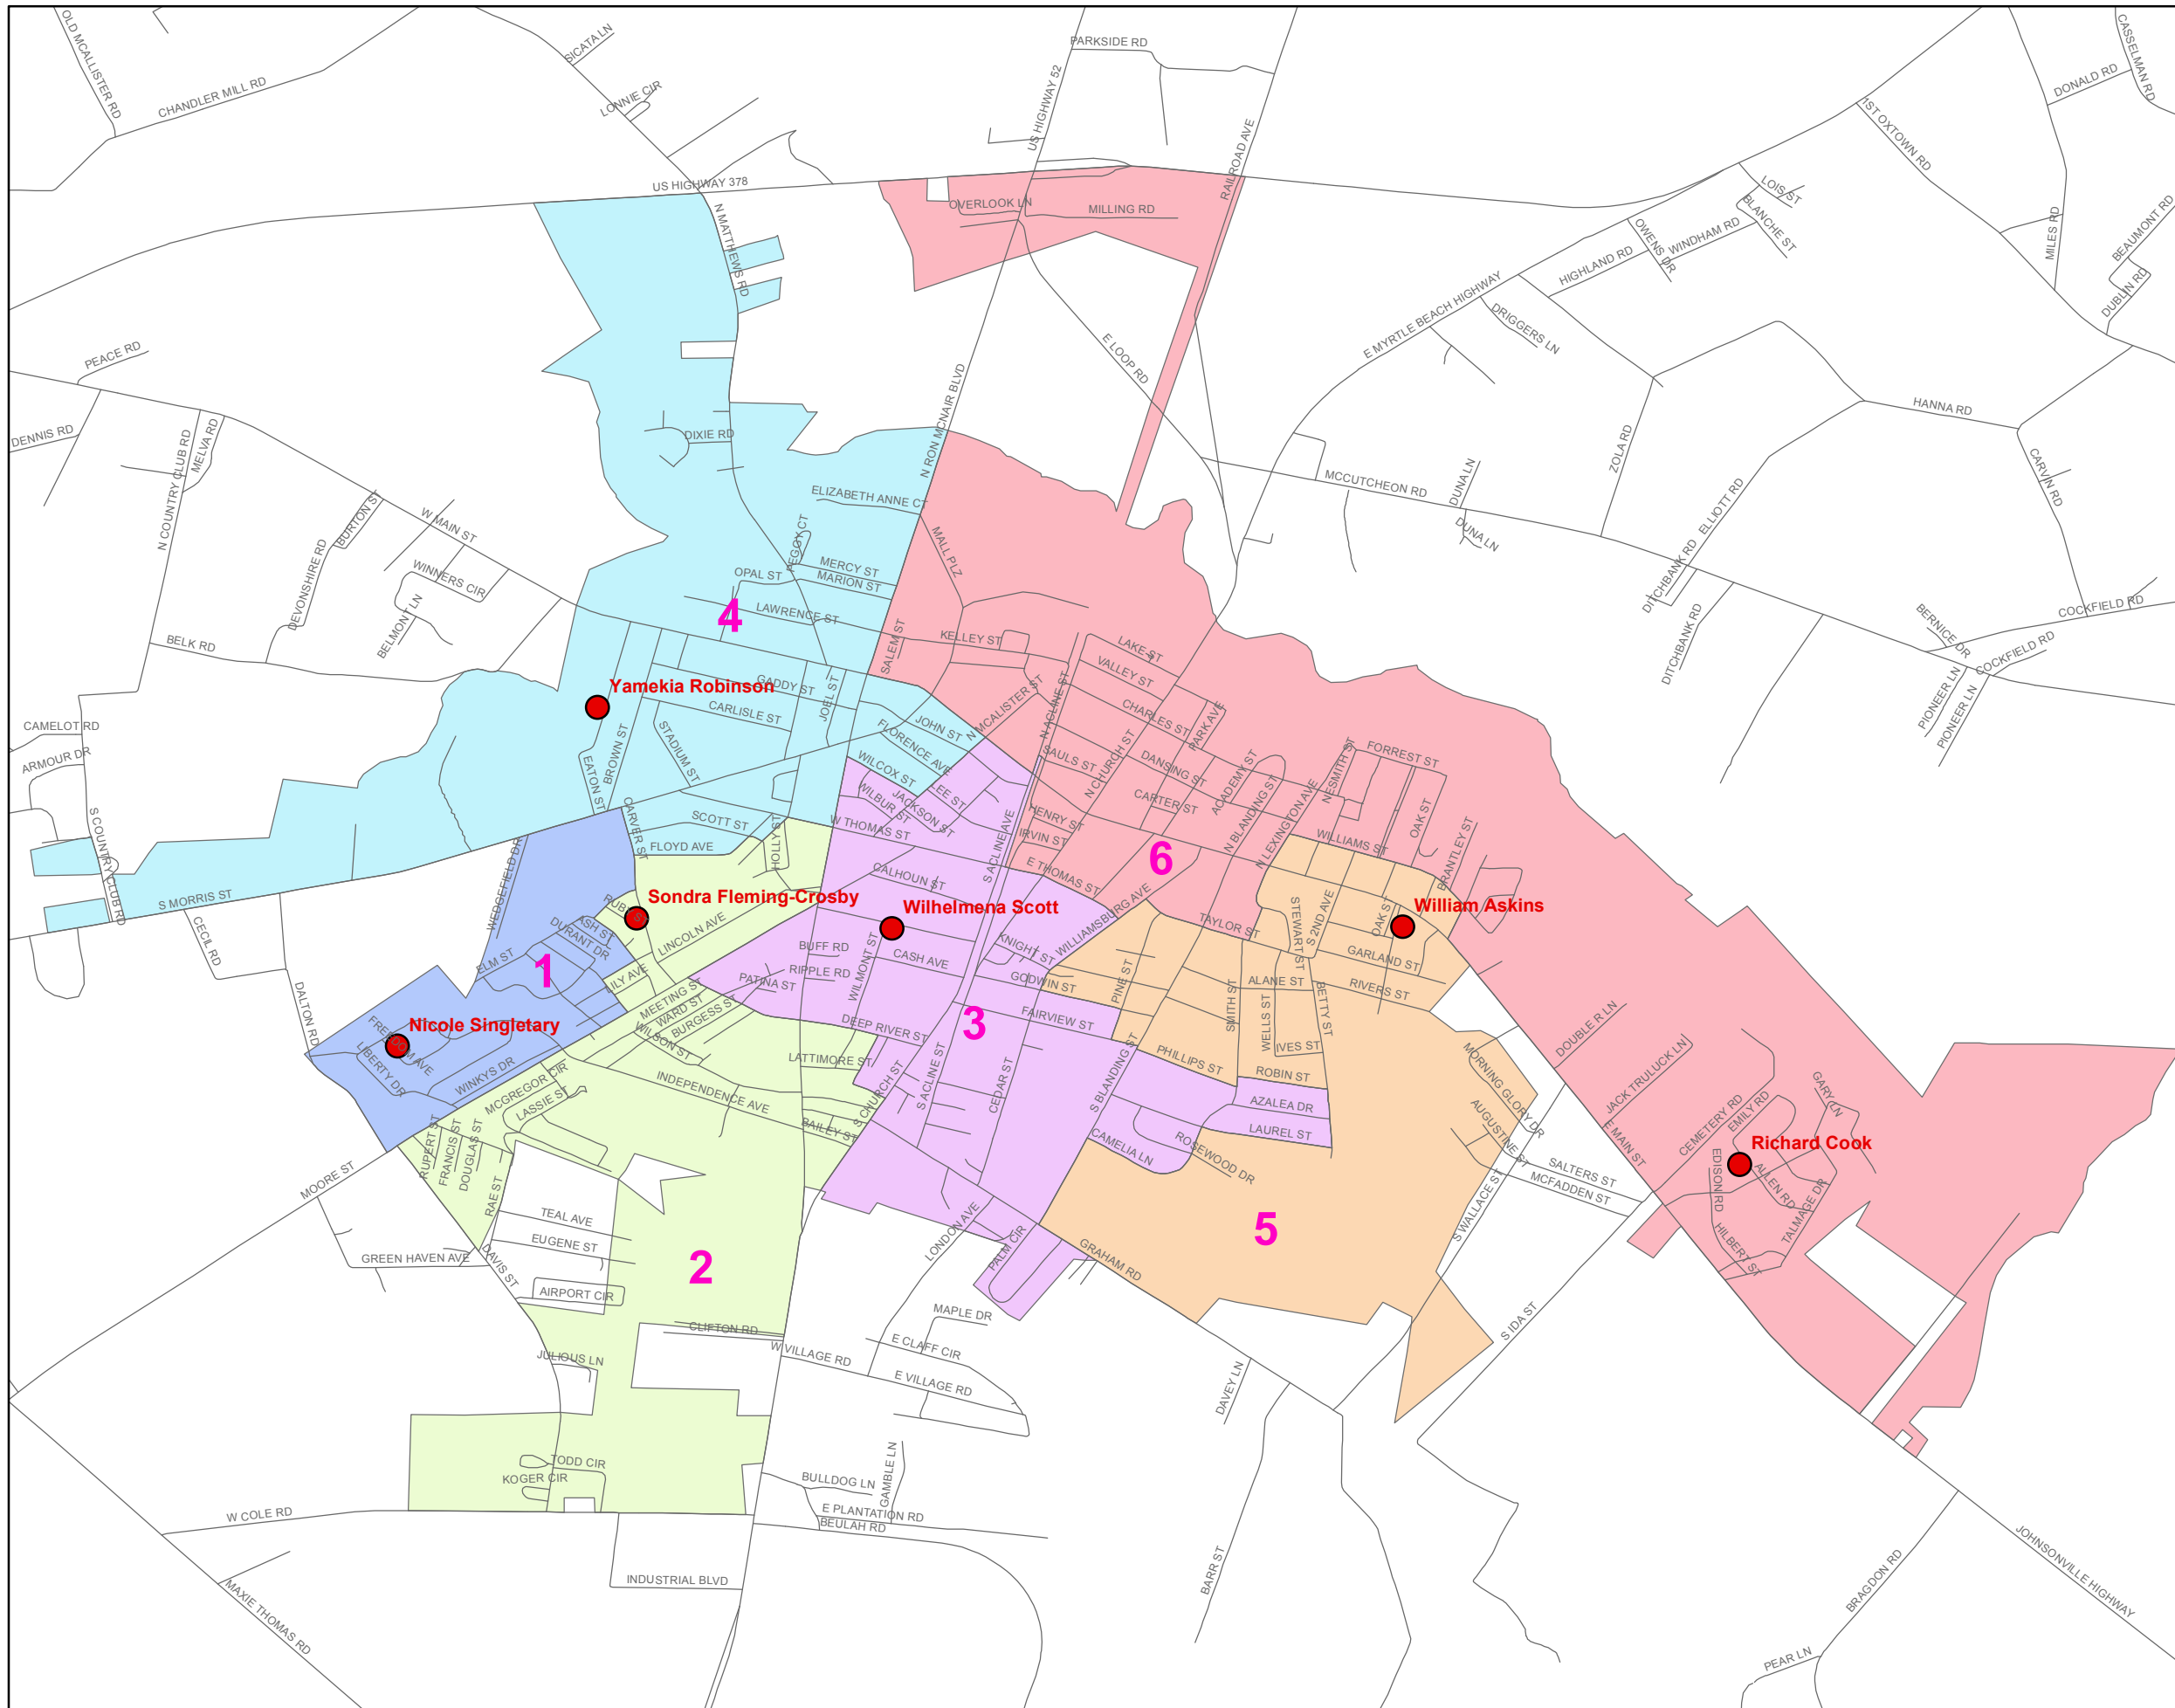 OLD MCALLISTER RD
CHANDLER MILL RD
SICATA LN
LONNIE CIR
PARKSIDE RD
US HIGHWAY 52
RAILROAD AVE
CASSELMAN RD
DONALD RD
1ST OXTOWN RD
US HIGHWAY 378
N MATTHEWS RD
OVERLOOK LN
MILLING RD
LOIS ST
BLANCHE ST
OWENS DR
WINDHAM RD
HIGHLAND RD
MILES RD
BEAUMONT RD
DUBLIN RD
E MYRTLE BEACH HIGHWAY
DRIGGERS LN
E LOOP RD
PEACE RD
DENNIS RD
N COUNTRY CLUB RD
MELVA RD
N RON MCNAIR BLVD
HANNA RD
ZOLA RD
CARVIN RD
DIXIE RD
ELIZABETH ANNE CT
MCCUTCHEON RD
DUNA LN
DUNA LN
ELLIOTT RD
DITCHBANK RD
DITCHBANK RD
BURTON ST
W MAIN ST
DEVONSHIRE RD
WINNERS CIR
BELMONT LN
BELK RD
PEGGY CT
MERCY ST
MARION ST
OPAL ST
4
LAWRENCE ST
MALL PLZ
SALEM ST
KELLEY ST
LAKE ST
VALLEY ST
COCKFIELD RD
BERNICE DR
COCKFIELD RD
PIONEER LN
PIONEER LN
Yamekia Robinson
GADDY ST
CARLISLE ST
JOEL ST
JOHN ST
FLORENCE AVE
N MCALISTER ST
N ACLINE ST
CHARLES ST
PARK AVE
CAMELOT RD
ARMOUR DR
S COUNTRY CLUB RD
STADIUM ST
BROWN ST
EATON ST
WILCOX ST
LEE ST
WILBUR ST
JACKSON ST
SAULS ST
N CHURCH ST
DANSING ST
ACADEMY ST
CARTER ST
N BLANDING ST
N LEXINGTON AVE
NESMITH ST
FORREST ST
OAK ST
CARVER ST
SCOTT ST
FLOYD AVE
HOLLY ST
W THOMAS ST
S ACLINE AVE
HENRY ST
IRVIN ST
E THOMAS ST
6
WILLIAMS ST
BRANTLEY ST
WEDGEFIELD DR
S MORRIS ST
CECIL RD
RUBY ST
Sondra Fleming-Crosby
CALHOUN ST
Wilhelmena Scott
WILLIAMSBURG AVE
TAYLOR ST
STEWART ST
S 2ND AVE
OAK ST
William Askins
ASH ST
DURANT DR
LINCOLN AVE
ELM ST
1
LILY AVE
BUFF RD
RIPPLE RD
PATINA ST
WILMONT ST
CASH AVE
KNIGHT ST
GODWIN ST
PINE ST
GARLAND ST
ALANE ST
RIVERS ST
MEETING ST
WARD ST
BURGESS ST
WILSON ST
DEEP RIVER ST
3
FAIRVIEW ST
SMITH ST
WELLS ST
BETTY ST
IVES ST
DALTON RD
Nicole Singletary
FREEDOM AVE
LIBERTY DR
WINKYS DR
LATTIMORE ST
PHILLIPS ST
ROBIN ST
DOUBLE R LN
MORNING GLORY DR
JACK TRULUCK LN
GARY LN
MCGREGOR CIR
LASSIE ST
INDEPENDENCE AVE
BAILEY ST
S CHURCH ST
S ACLINE ST
CEDAR ST
S BLANDING ST
AZALEA DR
LAUREL ST
CAMELIA LN
ROSEWOOD DR
AUGUSTINE ST
E MAIN ST
CEMETERY RD
EMILY RD
Richard Cook
RUPERT ST
FRANCIS ST
DOUGLAS ST
MOORE ST
RAE ST
TEAL AVE
EUGENE ST
GREEN HAVEN AVE
DAVIS ST
AIRPORT CIR
2
LONDON AVE
PALM CIR
GRAHAM RD
5
S WALLACE ST
SALTERS ST
MCFADDEN ST
EDISON RD
ALLEN RD
TALMAGE DR
HILBERT ST
CLIFTON RD
JULIOUS LN
W VILLAGE RD
MAPLE DR
E CLAFF CIR
E VILLAGE RD
S IDA ST
DAVEY LN
TODD CIR
KOGER CIR
BULLDOG LN
GAMBLE LN
E PLANTATION RD
BEULAH RD
W COLE RD
INDUSTRIAL BLVD
MAXIE THOMAS RD
BARR ST
BRAGDON RD
JOHNSONVILLE HIGHWAY
PEAR LN